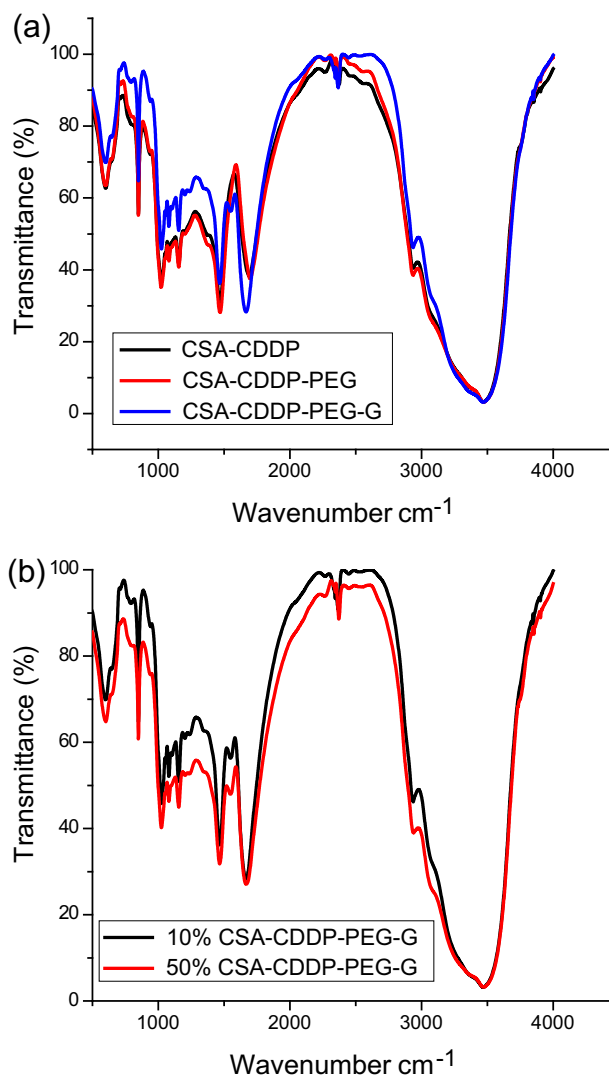 (a)
100
80
60
40
20
0
Transmittance (%)
CSA-CDDP
CSA-CDDP-PEG
CSA-CDDP-PEG-G
1000 2000 3000 4000
Wavenumber cm-1
(b)
100
80
60
40
20
0
Transmittance (%)
10% CSA-CDDP-PEG-G
50% CSA-CDDP-PEG-G
1000 2000 3000 4000
Wavenumber cm-1